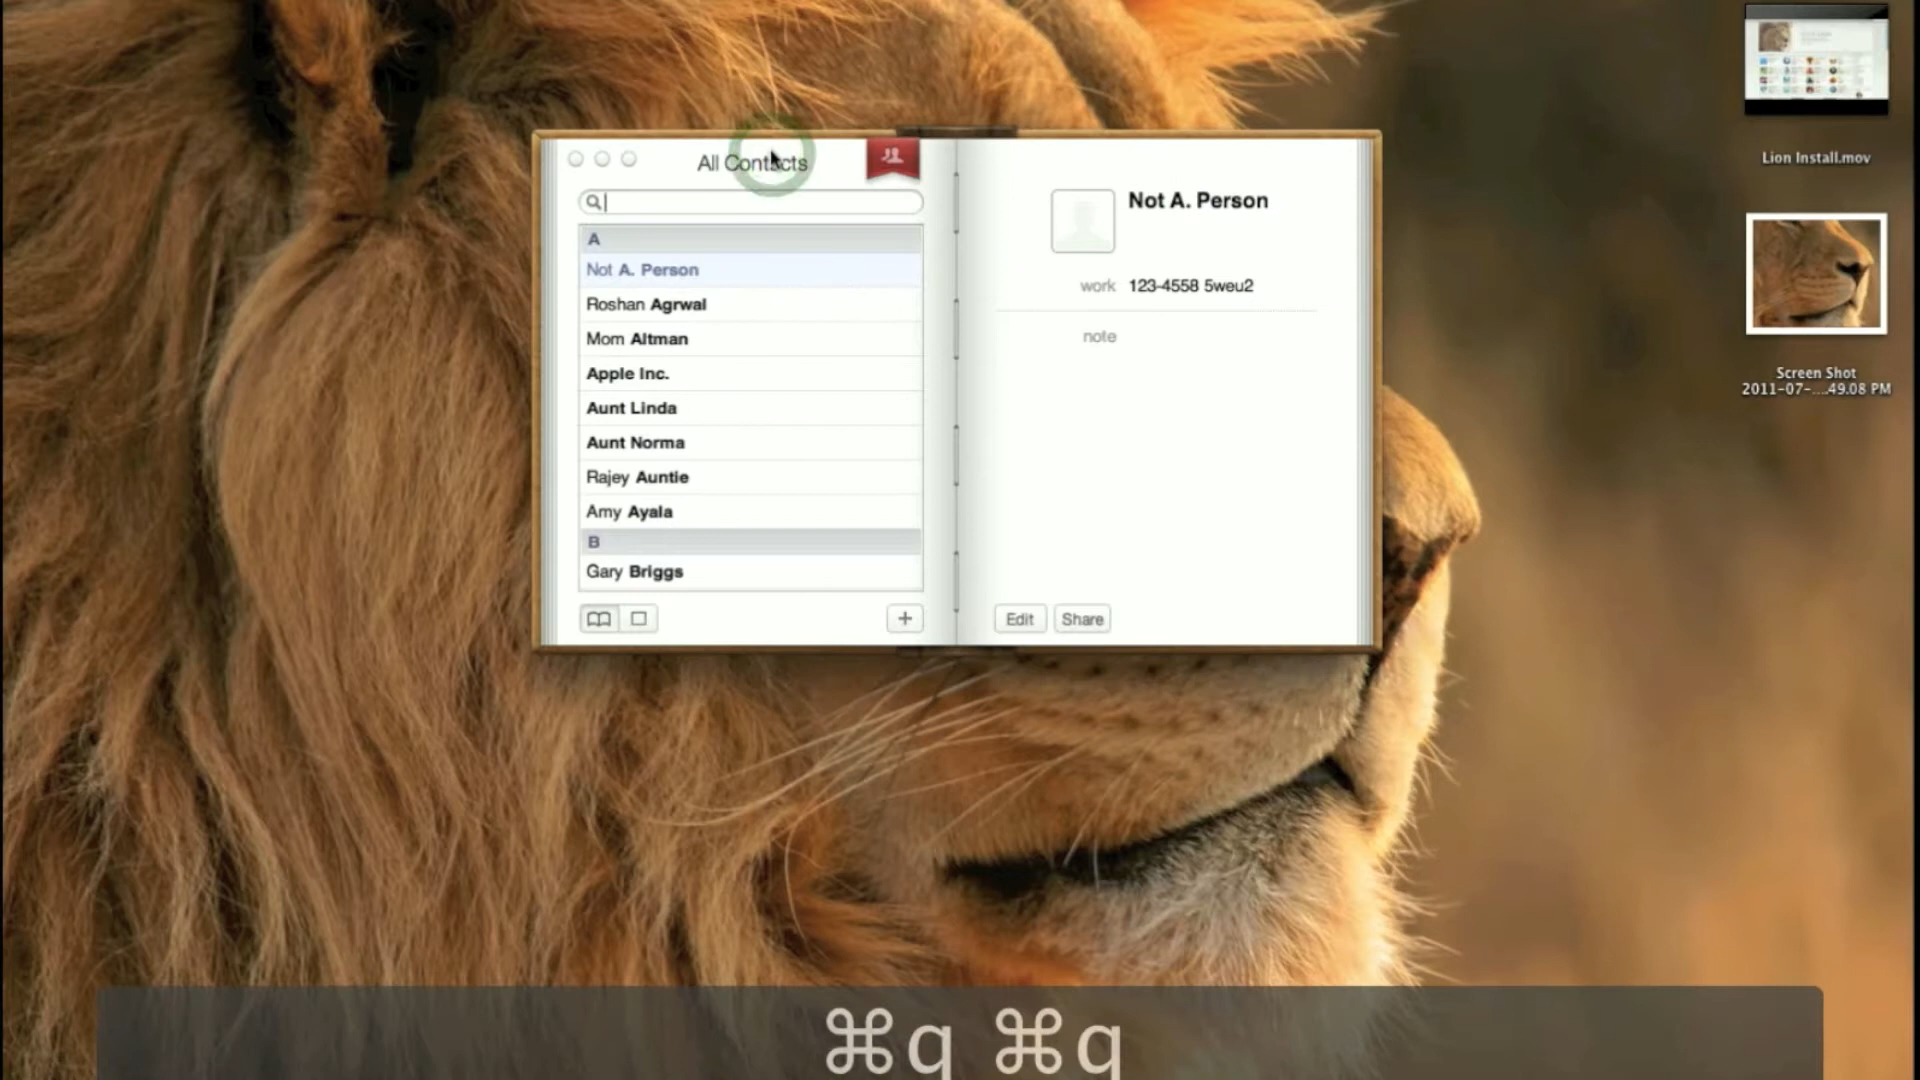 All Contacts
A
Not A. Person
Roshan Agrwal
Mom Altman
Apple Inc.
Aunt Linda
Aunt Norma
Rajey Auntie
Amy Ayala
B
Gary Briggs
Not A. Person
work 123-4558 5weu2
note
Edit Share
Lion Install.mov
Screen Shot
2011-07-...49.08 PM
⌘q ⌘q